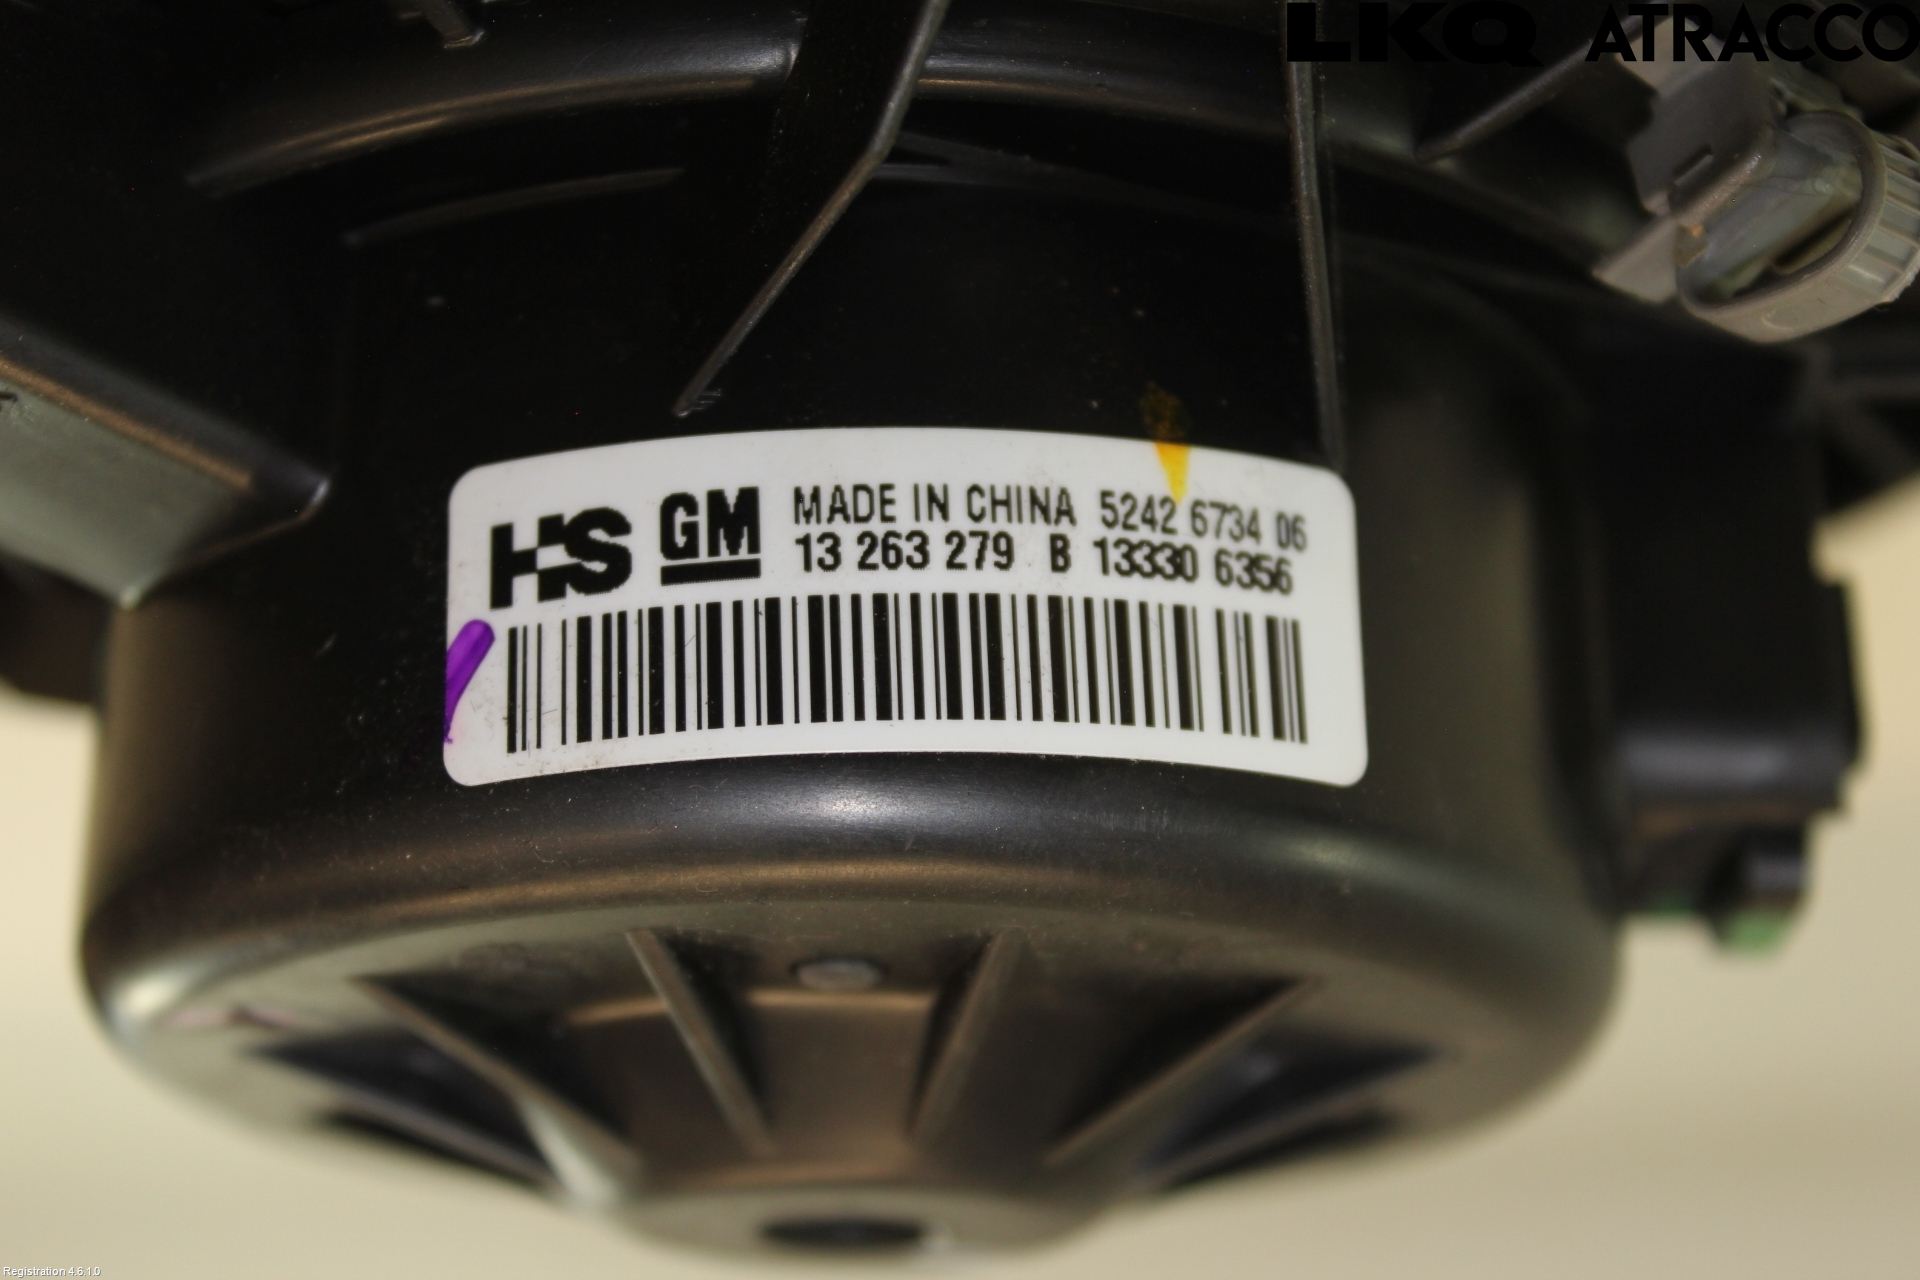 LKQ ATRACCO
HS GM MADE IN CHINA 5242 6734 06
13 263 279 B 13330 6356
Registration 4.6.1.0